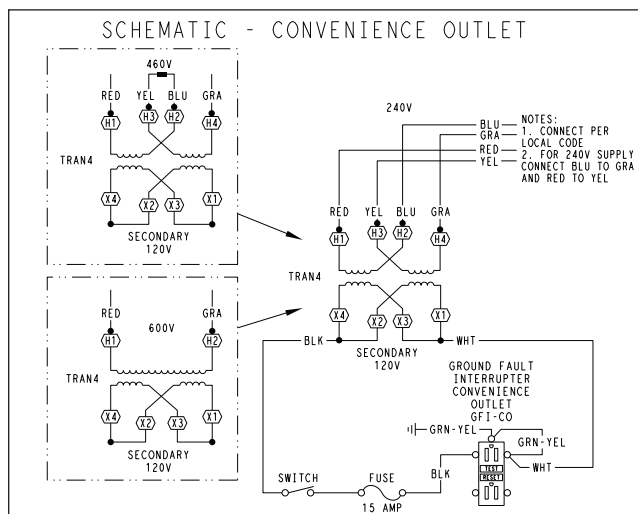 SCHEMATIC - CONVENIENCE OUTLET
460V
RED YEL BLU GRA
H1 H3 H2 H4
TRAN4
X4 X2 X3 X1
SECONDARY
120V
600V
RED GRA
H1 H2
TRAN4
X4 X2 X3 X1
SECONDARY
120V
240V
BLU
GRA
RED
YEL
NOTES:
1. CONNECT PER
LOCAL CODE
2. FOR 240V SUPPLY
CONNECT BLU TO GRA
AND RED TO YEL
RED YEL BLU GRA
H1 H3 H2 H4
TRAN4
X4 X2 X3 X1
BLK WHT
SECONDARY
120V
GROUND FAULT
INTERRUPTER
CONVENIENCE
OUTLET
GFI-CO
GRN-YEL
GRN-YEL
WHT
BLK
TEST
RESET
SWITCH
FUSE
15 AMP